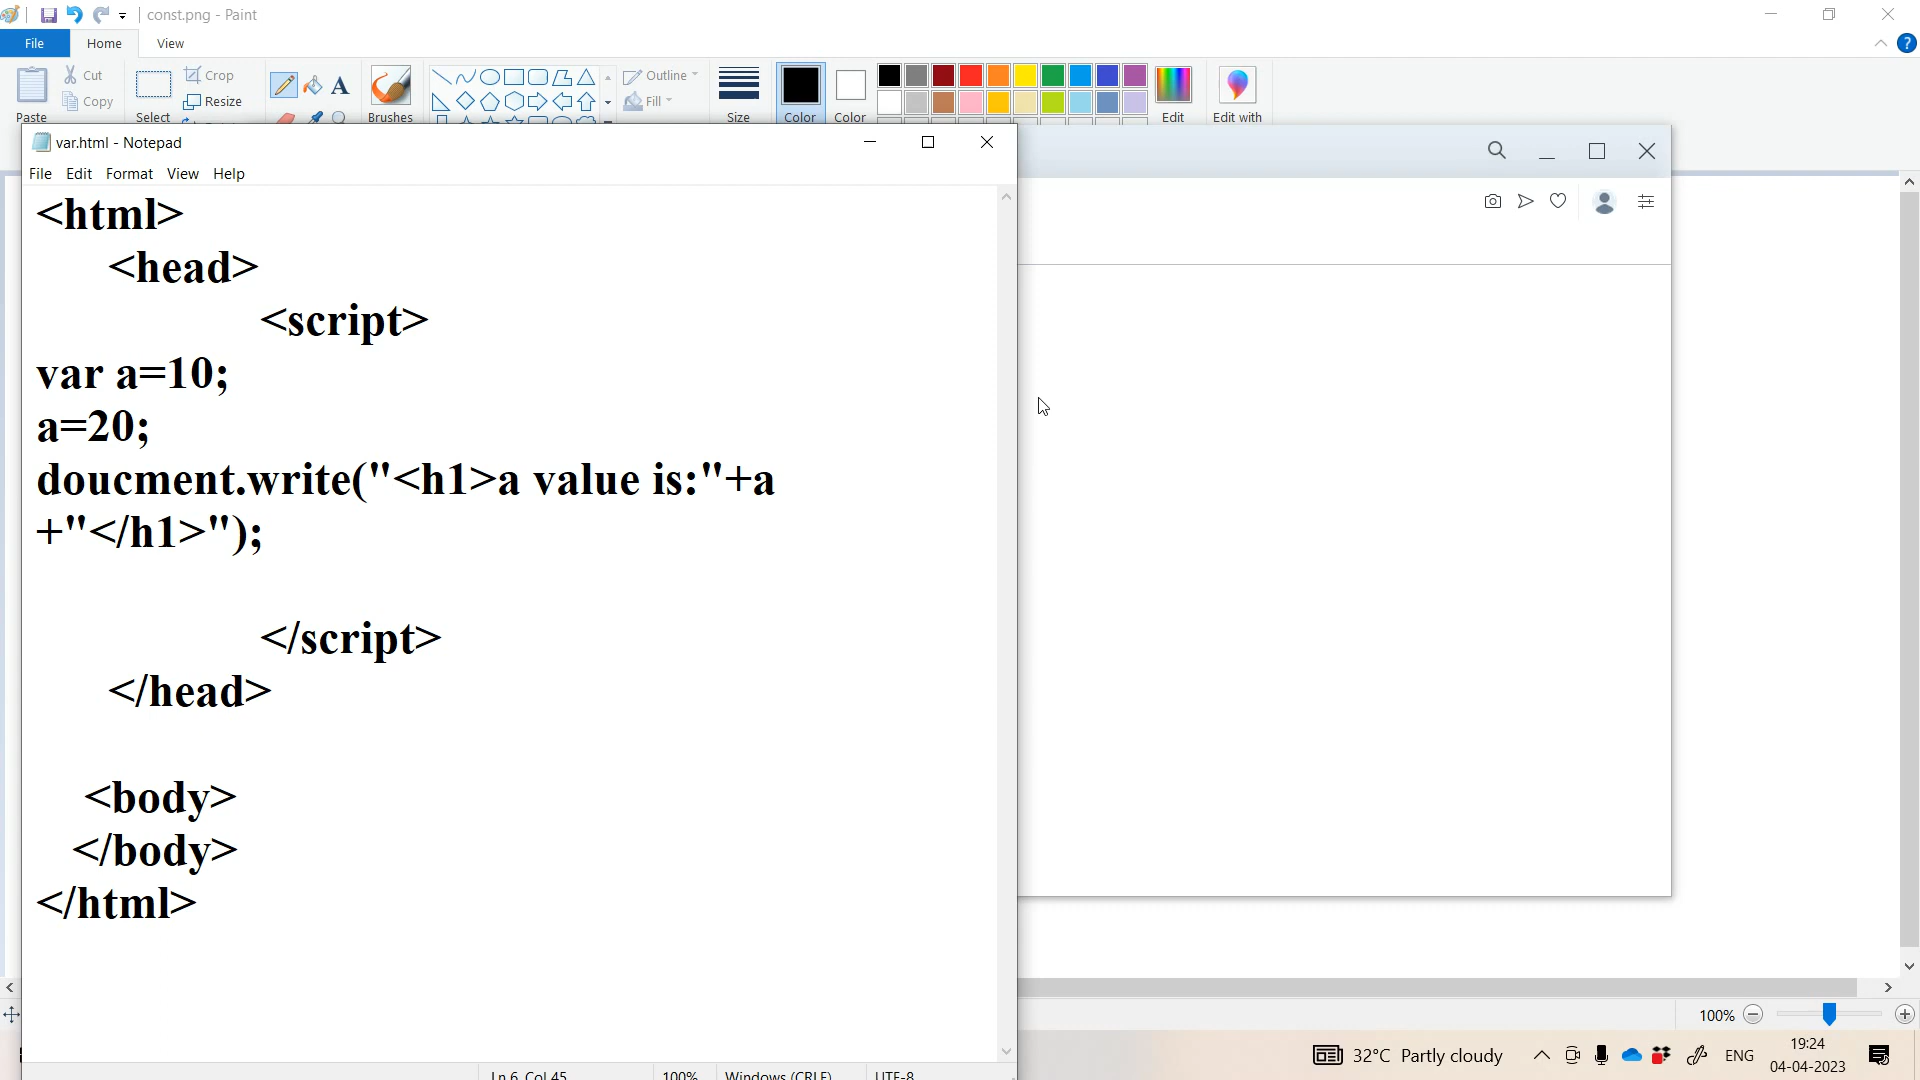 const.png - Paint
File Home View
Cut
Copy
Paste
Crop
Resize
Select
Brushes
Outline
Fill
Size
Color
Color
Edit
Edit with
var.html - Notepad
File Edit Format View Help
<html>
<head>
<script>
var a=10;
a=20;
doucment.write("<h1>a value is:"+a
+"</h1>");
</script>
</head>
<body>
</body>
</html>
Ln 6, Col 45
100%
Windows (CRLF)
UTF-8
100%
32°C Partly cloudy
ENG
19:24
04-04-2023